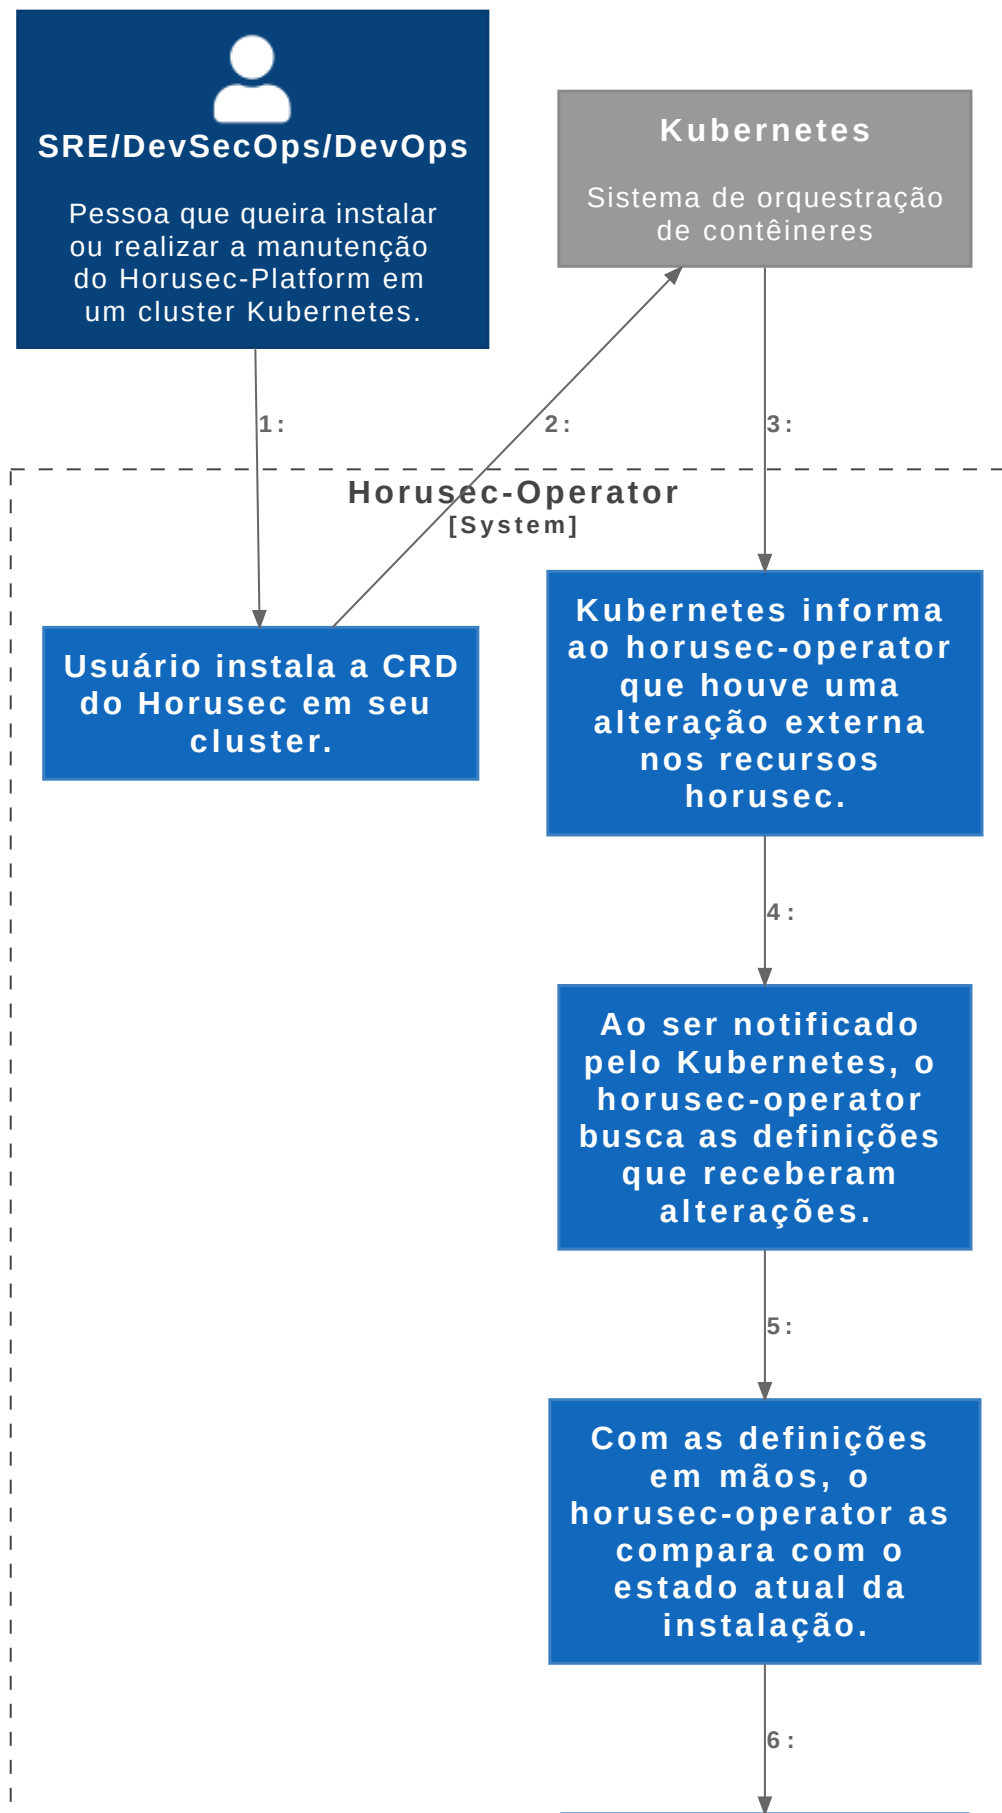 SRE/DevSecOps/DevOps
Pessoa que queira instalar
ou realizar a manutenção
do Horusec-Platform em
um cluster Kubernetes.
Kubernetes
Sistema de orquestração
de contêineres
1:
2:
3:
Horusec-Operator
[System]
Usuário instala a CRD
do Horusec em seu
cluster.
Kubernetes informa
ao horusec-operator
que houve uma
alteração externa
nos recursos
horusec.
4:
Ao ser notificado
pelo Kubernetes, o
horusec-operator
busca as definições
que receberam
alterações.
5:
Com as definições
em mãos, o
horusec-operator as
compara com o
estado atual da
instalação.
6: